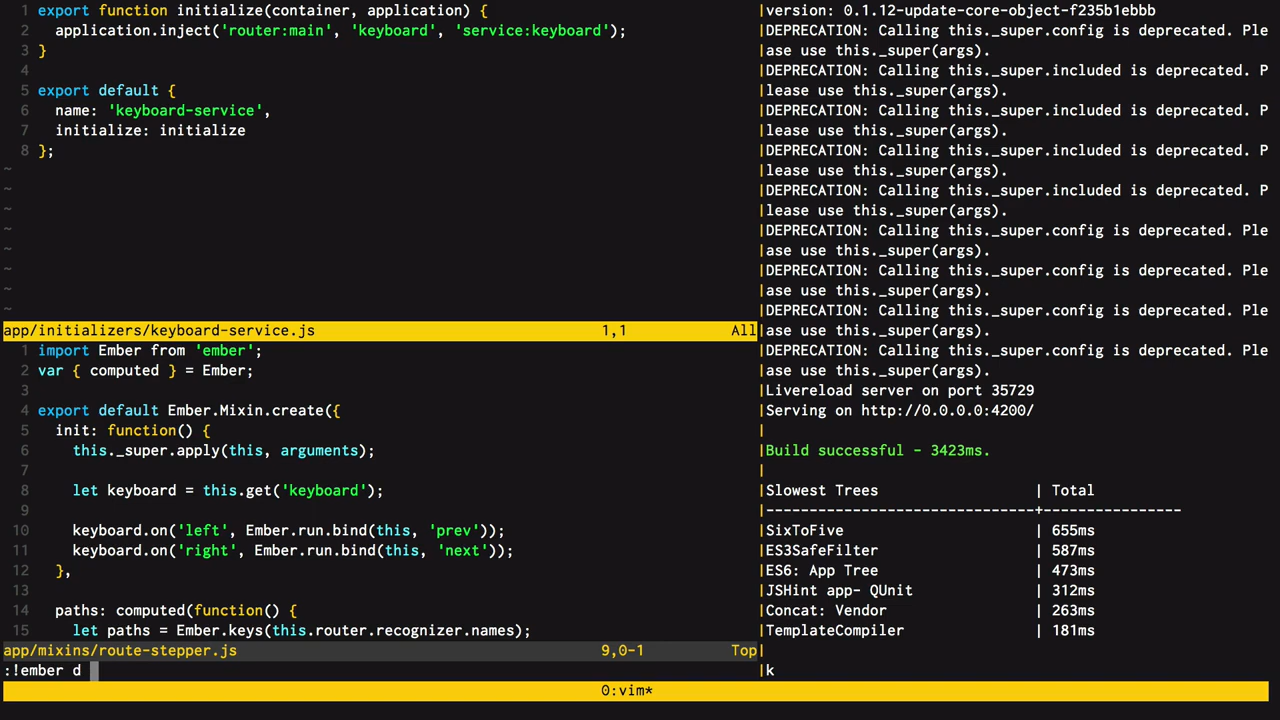 1 export function initialize(container, application) {
2   application.inject('router:main', 'keyboard', 'service:keyboard');
3 }
4
5 export default {
6   name: 'keyboard-service',
7   initialize: initialize
8 };
~
~
~
~
~
~
~
~
app/initializers/keyboard-service.js 1,1 All
1 import Ember from 'ember';
2 var { computed } = Ember;
3
4 export default Ember.Mixin.create({
5   init: function() {
6     this._super.apply(this, arguments);
7
8     let keyboard = this.get('keyboard');
9
10     keyboard.on('left', Ember.run.bind(this, 'prev'));
11     keyboard.on('right', Ember.run.bind(this, 'next'));
12   },
13
14   paths: computed(function() {
15     let paths = Ember.keys(this.router.recognizer.names);
app/mixins/route-stepper.js 9,0-1 Top
:!ember d
|version: 0.1.12-update-core-object-f235b1ebbb
|DEPRECATION: Calling this._super.config is deprecated. Ple
|ase use this._super(args).
|DEPRECATION: Calling this._super.included is deprecated. P
|lease use this._super(args).
|DEPRECATION: Calling this._super.included is deprecated. P
|lease use this._super(args).
|DEPRECATION: Calling this._super.included is deprecated. P
|lease use this._super(args).
|DEPRECATION: Calling this._super.included is deprecated. P
|lease use this._super(args).
|DEPRECATION: Calling this._super.config is deprecated. Ple
|ase use this._super(args).
|DEPRECATION: Calling this._super.config is deprecated. Ple
|ase use this._super(args).
|DEPRECATION: Calling this._super.config is deprecated. Ple
|ase use this._super(args).
|DEPRECATION: Calling this._super.config is deprecated. Ple
|ase use this._super(args).
|Livereload server on port 35729
|Serving on http://0.0.0.0:4200/
|
|Build successful - 3423ms.
|
|Slowest Trees | Total
|-------------------------------+----------------
|SixToFive | 655ms
|ES3SafeFilter | 587ms
|ES6: App Tree | 473ms
|JSHint app- QUnit | 312ms
|Concat: Vendor | 263ms
|TemplateCompiler | 181ms
|
k
0:vim*